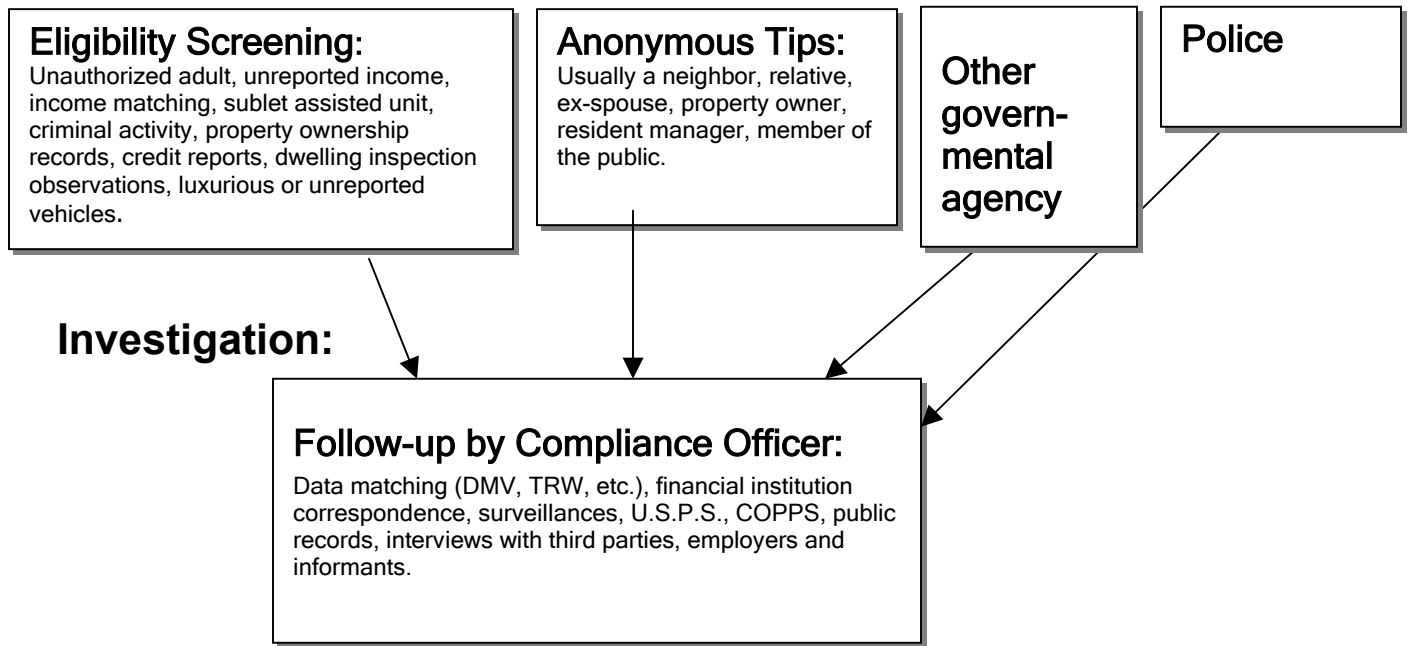 Eligibility Screening:
Unauthorized adult, unreported income,
income matching, sublet assisted unit,
criminal activity, property ownership
records, credit reports, dwelling inspection
observations, luxurious or unreported
vehicles.
Anonymous Tips:
Usually a neighbor, relative,
ex-spouse, property owner,
resident manager, member of
the public.
Other
govern-
mental
agency
Police
Investigation:
Follow-up by Compliance Officer:
Data matching (DMV, TRW, etc.), financial institution
correspondence, surveillances, U.S.P.S., COPPS, public
records, interviews with third parties, employers and
informants.